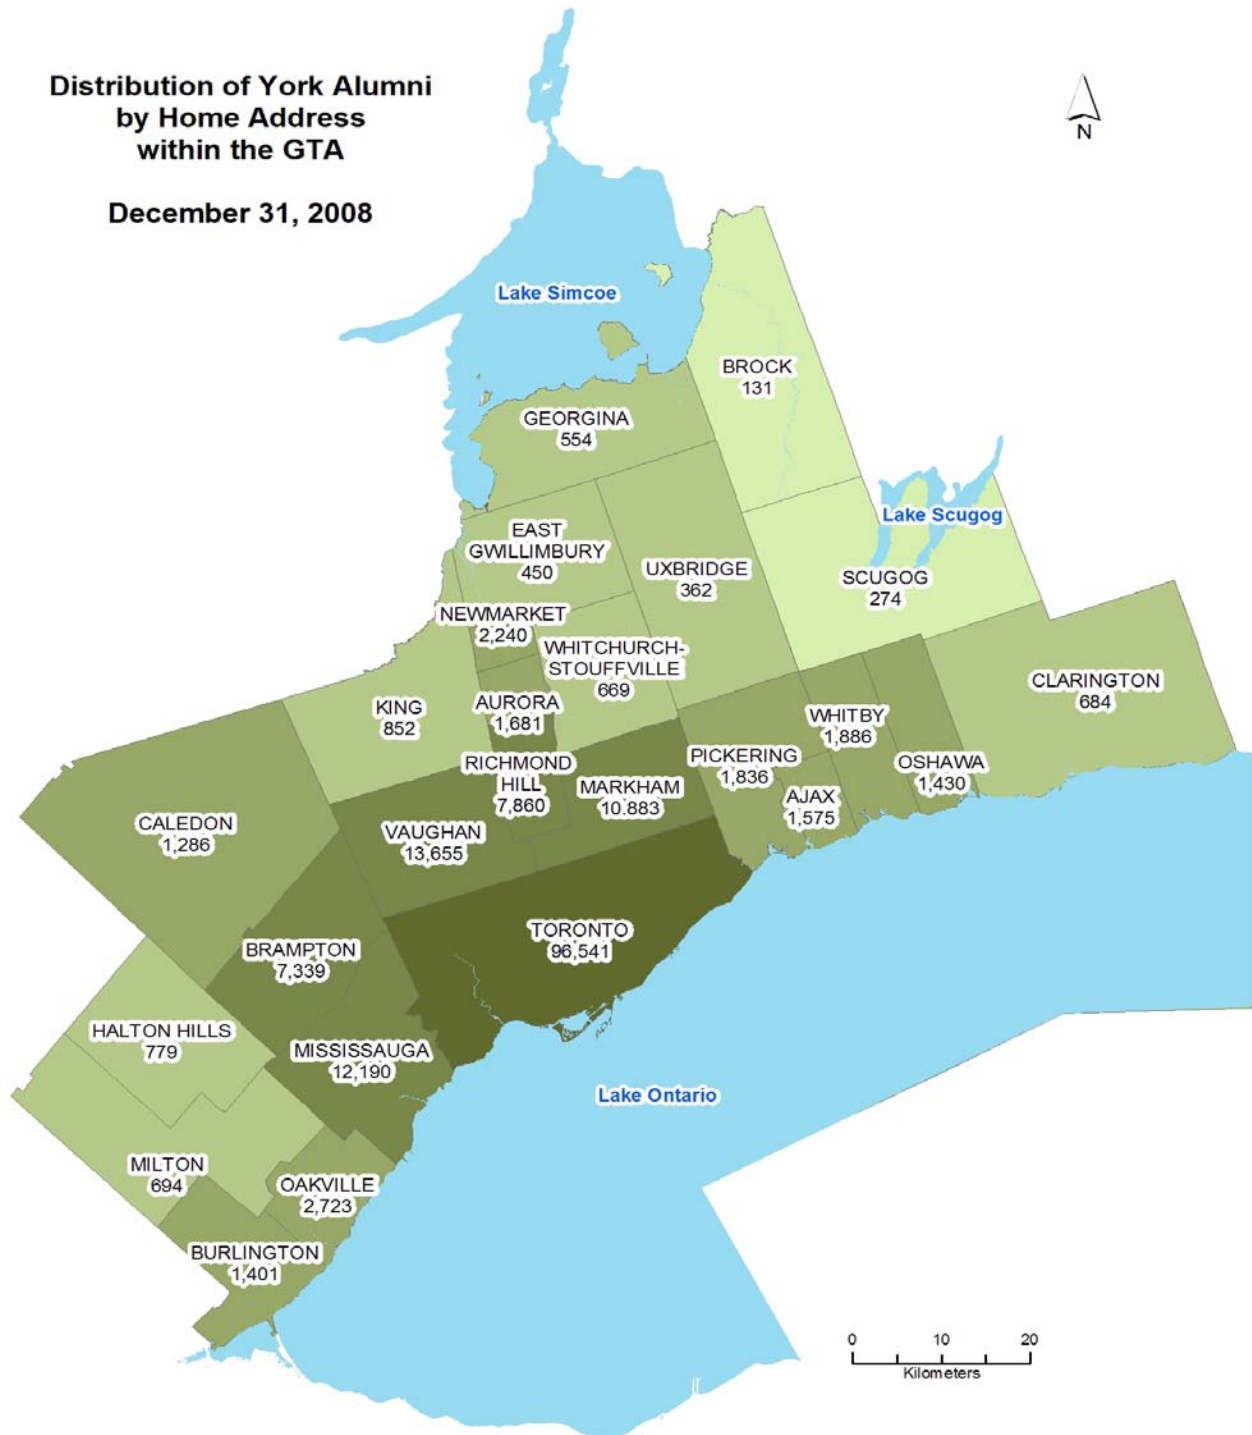 Distribution of York Alumni
by Home Address
within the GTA
December 31, 2008
N
Lake Simcoe
BROCK
131
GEORGINA
554
EAST
GWILLIMBURY
450
Lake Scugog
UXBRIDGE
362
SCUGOG
274
NEWMARKET
2,240
WHITCHURCH-
STOUFFVILLE
669
CLARINGTON
684
KING
852
AURORA
1,681
WHITBY
1,886
PICKERING
1,836
OSHAWA
1,430
RICHMOND
HILL
7,860
MARKHAM
10.883
AJAX
1,575
CALEDON
1,286
VAUGHAN
13,655
TORONTO
96,541
BRAMPTON
7,339
HALTON HILLS
779
MISSISSAUGA
12,190
Lake Ontario
MILTON
694
OAKVILLE
2,723
BURLINGTON
1,401
0 10 20
Kilometers